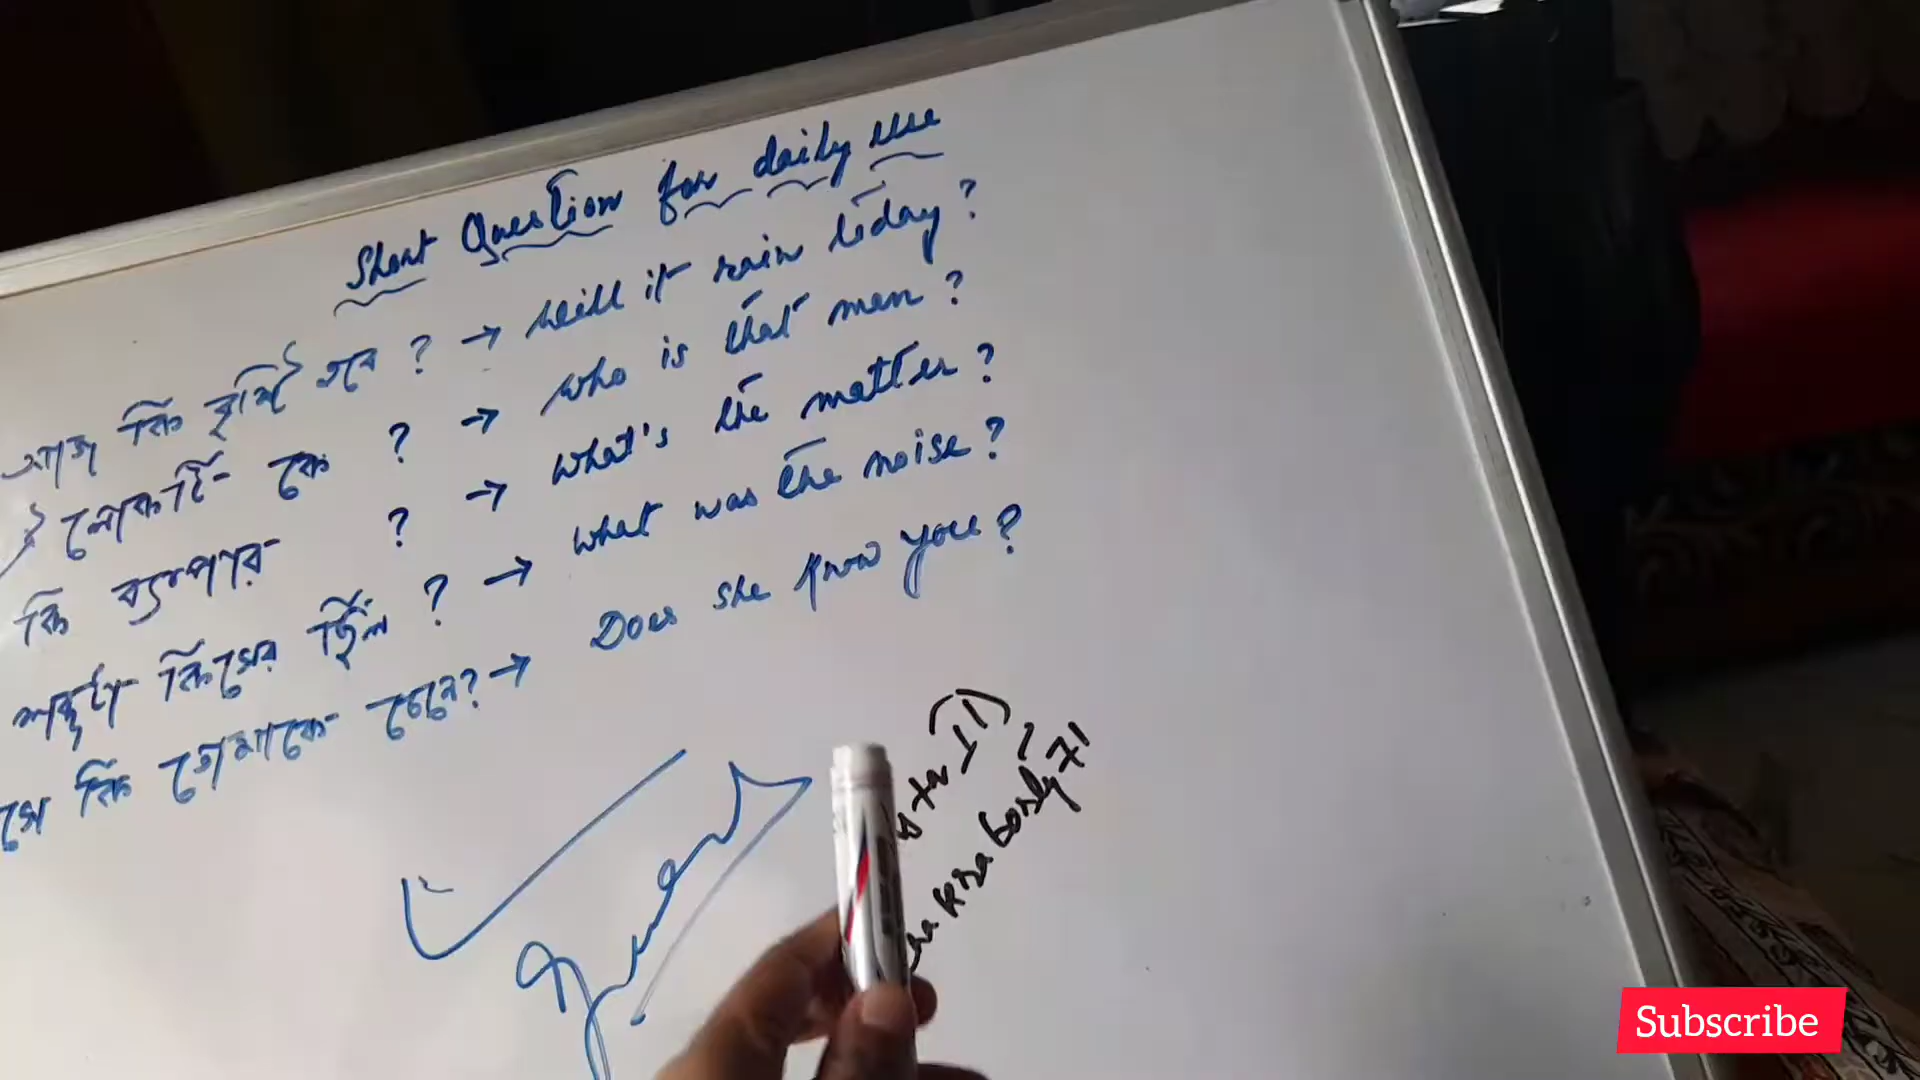 Short Question for daily use
আজ কি বৃষ্টি হবে ? → Will it rain today ?
ঐ লোকটি কে ? → Who is that man ?
কি ব্যাপার ? → What's the matter ?
শব্দটা কিসের ছিল ? → What was the noise ?
সে কি তোমাকে চেনে? → Does she know you ?
Subscribe